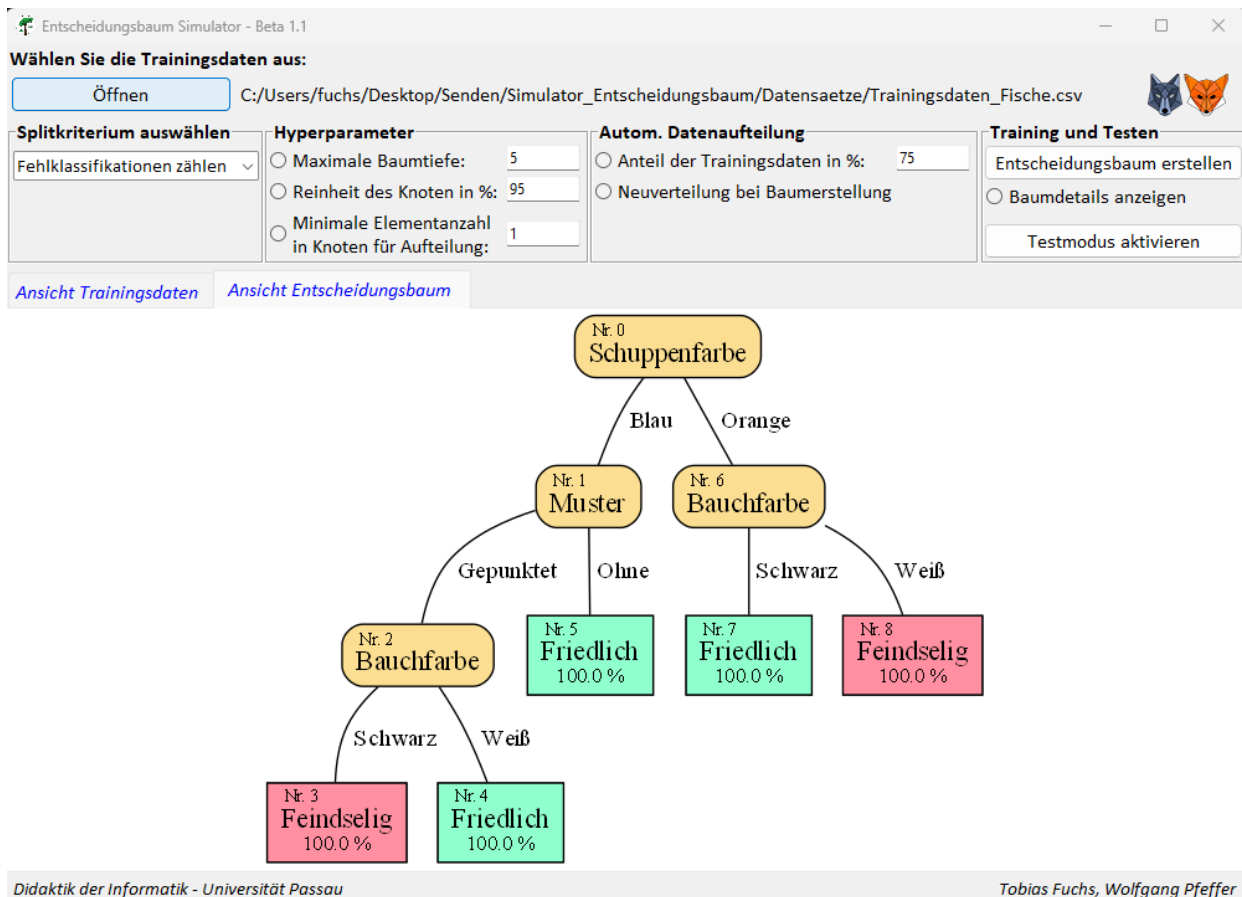 Entscheidungsbaum Simulator - Beta 1.1
Wählen Sie die Trainingsdaten aus:
Öffnen
C:/Users/fuchs/Desktop/Senden/Simulator_Entscheidungsbaum/Datensaetze/Trainingsdaten_Fische.csv
Splitkriterium auswählen
Fehlklassifikationen zählen
Hyperparameter
Maximale Baumtiefe: 5
Reinheit des Knoten in %: 95
Minimale Elementanzahl
in Knoten für Aufteilung: 1
Autom. Datenaufteilung
Anteil der Trainingsdaten in %: 75
Neuverteilung bei Baumerstellung
Training und Testen
Entscheidungsbaum erstellen
Baumdetails anzeigen
Testmodus aktivieren
Ansicht Trainingsdaten
Ansicht Entscheidungsbaum
Nr. 0
Schuppenfarbe
Blau
Orange
Nr. 1
Muster
Nr. 6
Bauchfarbe
Gepunktet
Ohne
Schwarz
Weiß
Nr. 2
Bauchfarbe
Nr. 5
Friedlich
100.0 %
Nr. 7
Friedlich
100.0 %
Nr. 8
Feindselig
100.0 %
Schwarz
Weiß
Nr. 3
Feindselig
100.0 %
Nr. 4
Friedlich
100.0 %
Didaktik der Informatik - Universität Passau
Tobias Fuchs, Wolfgang Pfeffer